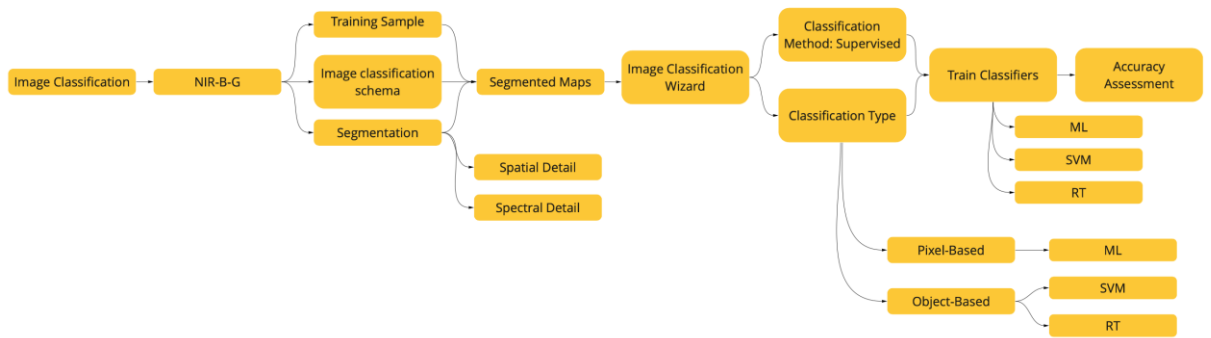 Image Classification
NIR-B-G
Training Sample
Image classification
schema
Segmentation
Segmented Maps
Spatial Detail
Spectral Detail
Image Classification
Wizard
Classification
Method: Supervised
Classification Type
Train Classifiers
Accuracy
Assessment
ML
SVM
RT
Pixel-Based
ML
Object-Based
SVM
RT